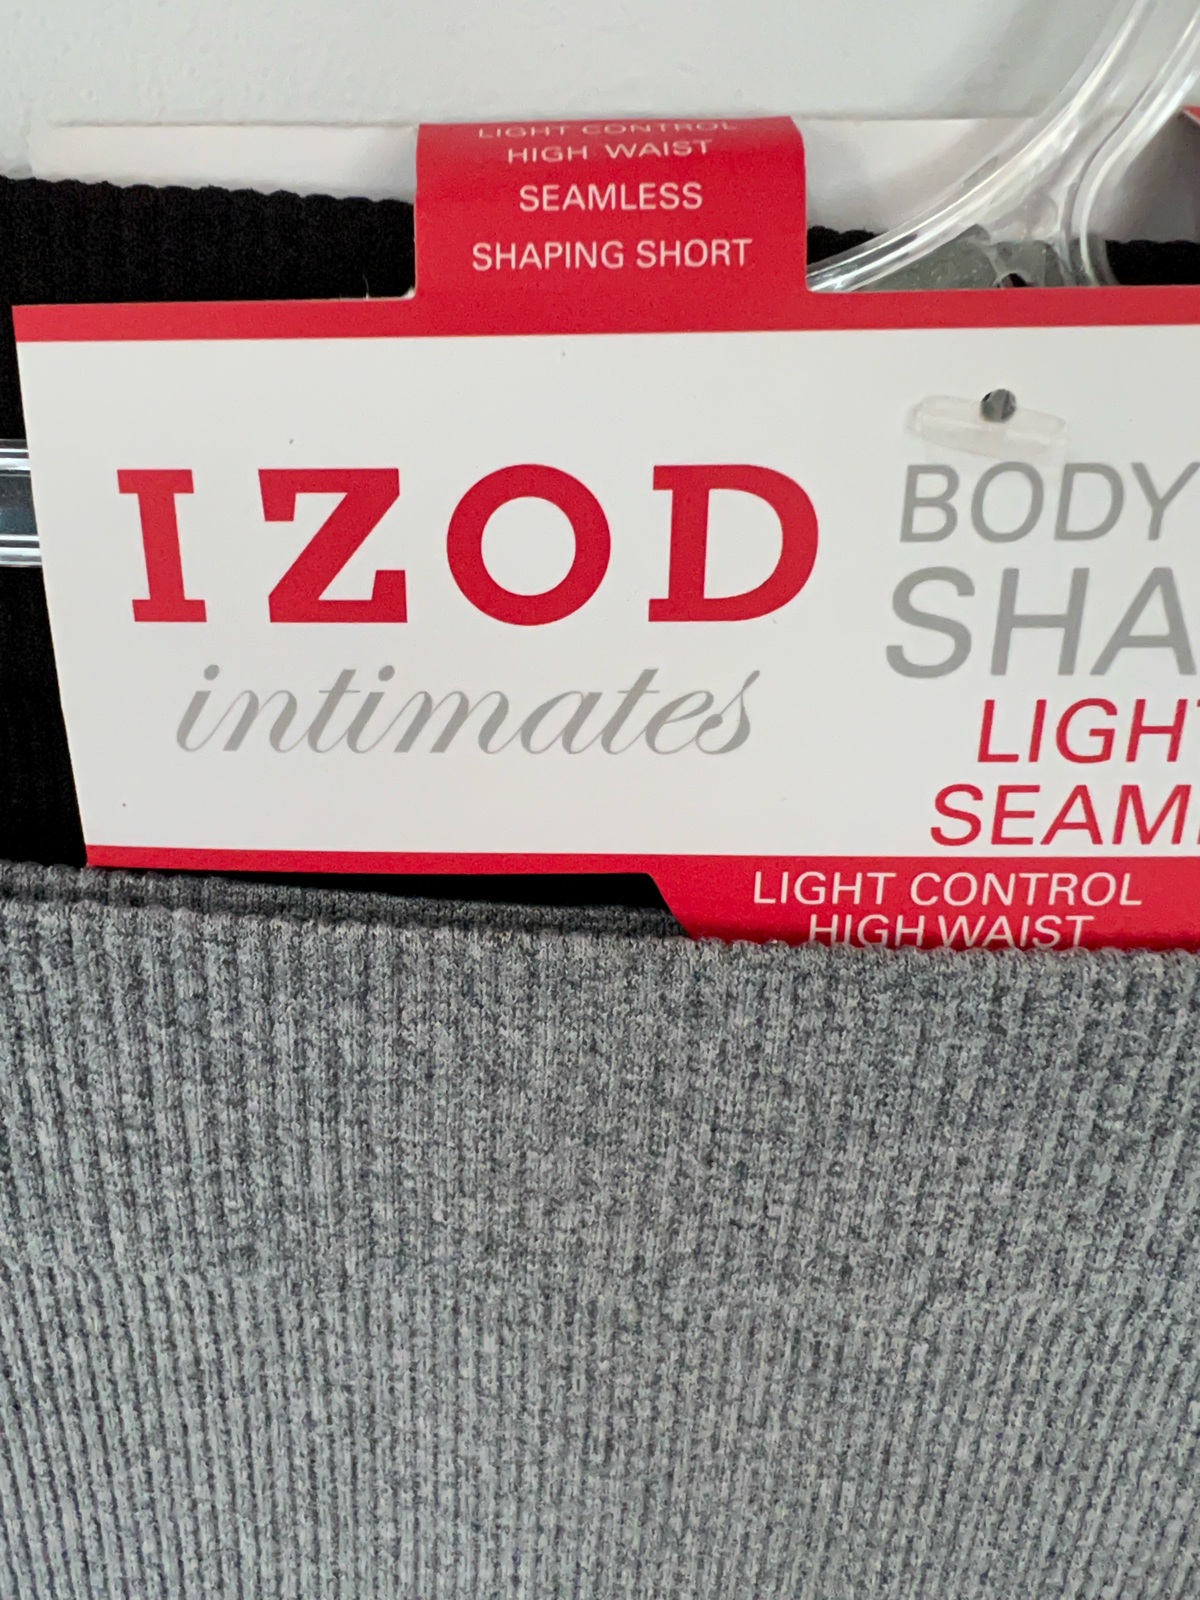 LIGHT CONTROL
HIGH WAIST
SEAMLESS
SHAPING SHORT
IZOD
intimates
BODY
SHA
LIGHT
SEAM
LIGHT CONTROL
HIGH WAIST